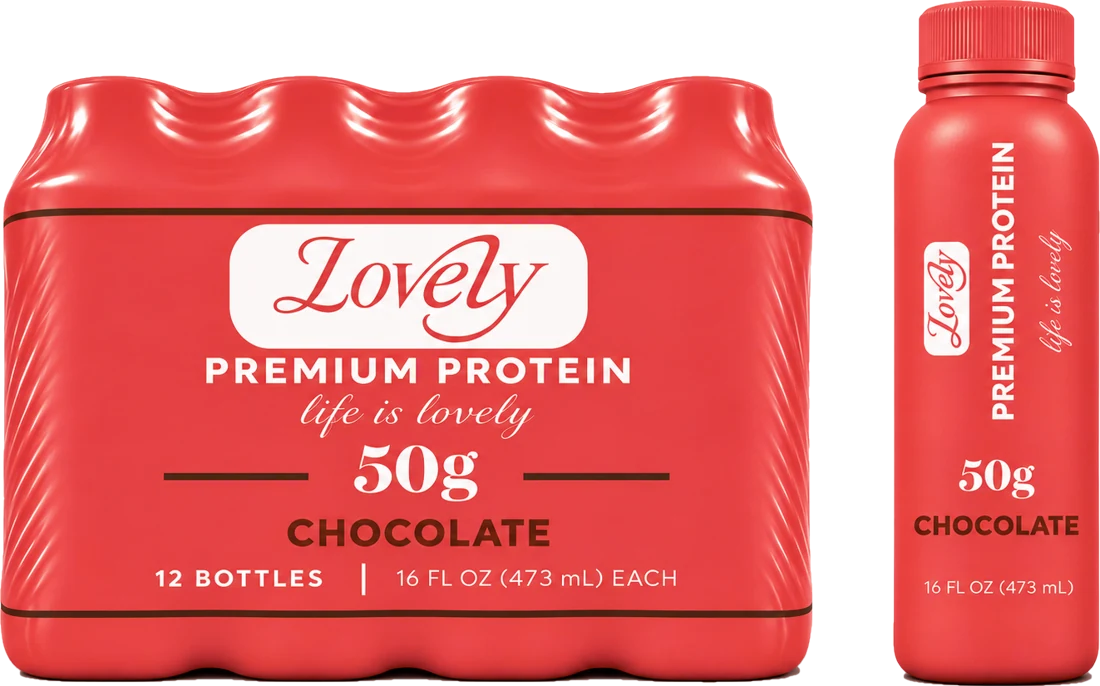 Lovely
PREMIUM PROTEIN
life is lovely
50g
CHOCOLATE
12 BOTTLES | 16 FL OZ (473 mL) EACH
Lovely
PREMIUM PROTEIN
life is lovely
50g
CHOCOLATE
16 FL OZ (473 mL)